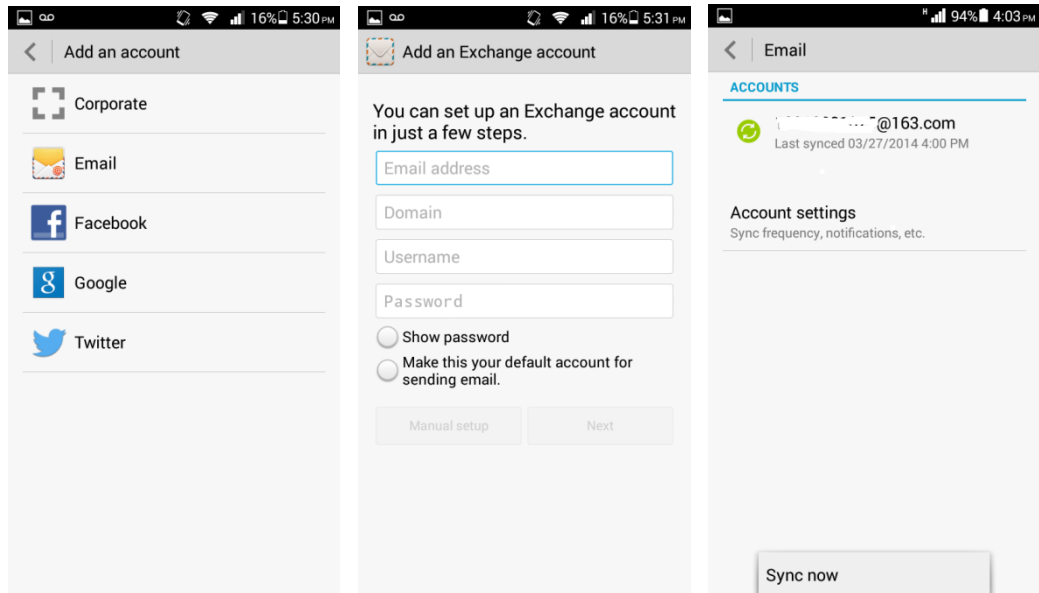 16% 5:30 PM
Add an account
Corporate
Email
Facebook
Google
Twitter
16% 5:31 PM
Add an Exchange account
You can set up an Exchange account
in just a few steps.
Email address
Domain
Username
Password
Show password
Make this your default account for
sending email.
Manual setup
Next
H 94% 4:03 PM
Email
ACCOUNTS
@163.com
Last synced 03/27/2014 4:00 PM
Account settings
Sync frequency, notifications, etc.
Sync now